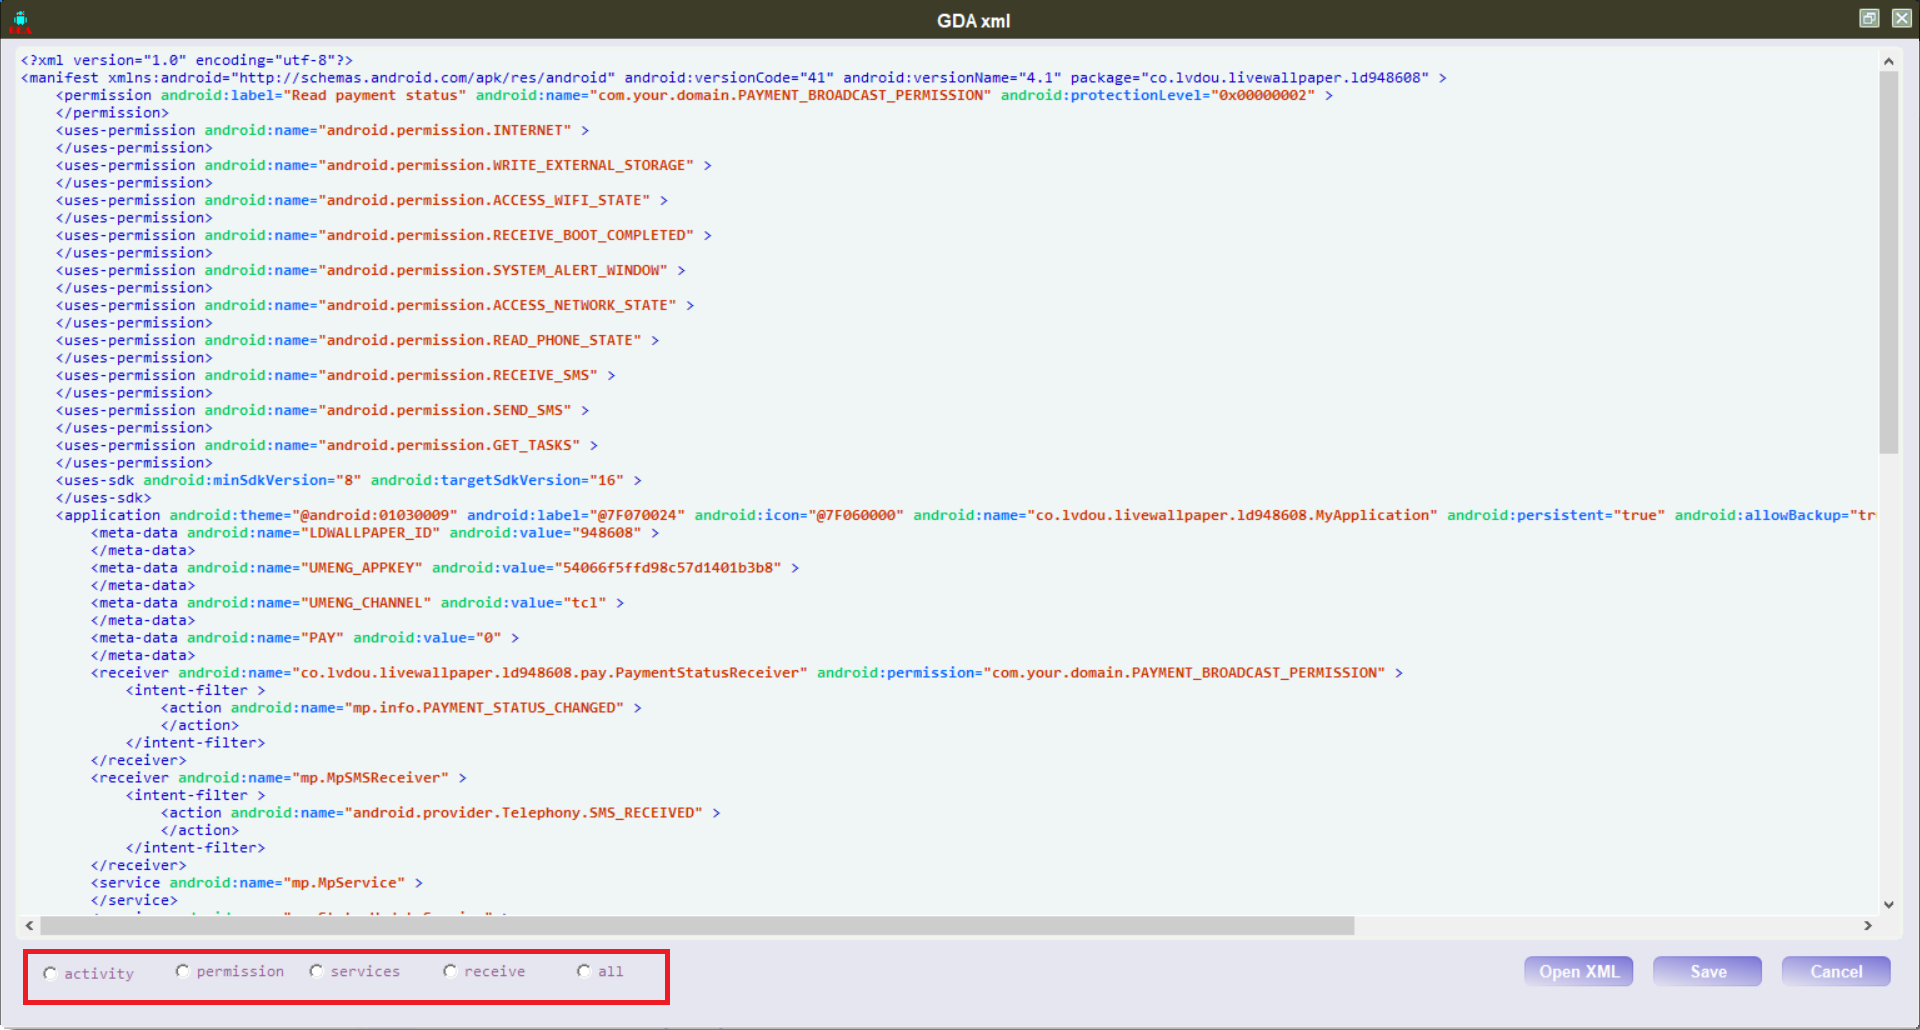 GDA
GDA xml
<?xml version="1.0" encoding="utf-8"?>
<manifest xmlns:android="http://schemas.android.com/apk/res/android" android:versionCode="41" android:versionName="4.1" package="co.lvdou.livewallpaper.ld948608" >
    <permission android:label="Read payment status" android:name="com.your.domain.PAYMENT_BROADCAST_PERMISSION" android:protectionLevel="0x00000002" >
    </permission>
    <uses-permission android:name="android.permission.INTERNET" >
    </uses-permission>
    <uses-permission android:name="android.permission.WRITE_EXTERNAL_STORAGE" >
    </uses-permission>
    <uses-permission android:name="android.permission.ACCESS_WIFI_STATE" >
    </uses-permission>
    <uses-permission android:name="android.permission.RECEIVE_BOOT_COMPLETED" >
    </uses-permission>
    <uses-permission android:name="android.permission.SYSTEM_ALERT_WINDOW" >
    </uses-permission>
    <uses-permission android:name="android.permission.ACCESS_NETWORK_STATE" >
    </uses-permission>
    <uses-permission android:name="android.permission.READ_PHONE_STATE" >
    </uses-permission>
    <uses-permission android:name="android.permission.RECEIVE_SMS" >
    </uses-permission>
    <uses-permission android:name="android.permission.SEND_SMS" >
    </uses-permission>
    <uses-permission android:name="android.permission.GET_TASKS" >
    </uses-permission>
    <uses-sdk android:minSdkVersion="8" android:targetSdkVersion="16" >
    </uses-sdk>
    <application android:theme="@android:01030009" android:label="@7F070024" android:icon="@7F060000" android:name="co.lvdou.livewallpaper.ld948608.MyApplication" android:persistent="true" android:allowBackup="tr
        <meta-data android:name="LDWALLPAPER_ID" android:value="948608" >
        </meta-data>
        <meta-data android:name="UMENG_APPKEY" android:value="54066f5ffd98c57d1401b3b8" >
        </meta-data>
        <meta-data android:name="UMENG_CHANNEL" android:value="tcl" >
        </meta-data>
        <meta-data android:name="PAY" android:value="0" >
        </meta-data>
        <receiver android:name="co.lvdou.livewallpaper.ld948608.pay.PaymentStatusReceiver" android:permission="com.your.domain.PAYMENT_BROADCAST_PERMISSION" >
            <intent-filter >
                <action android:name="mp.info.PAYMENT_STATUS_CHANGED" >
                </action>
            </intent-filter>
        </receiver>
        <receiver android:name="mp.MpSMSReceiver" >
            <intent-filter >
                <action android:name="android.provider.Telephony.SMS_RECEIVED" >
                </action>
            </intent-filter>
        </receiver>
        <service android:name="mp.MpService" >
        </service>
activity permission services receive all
Open XML Save Cancel